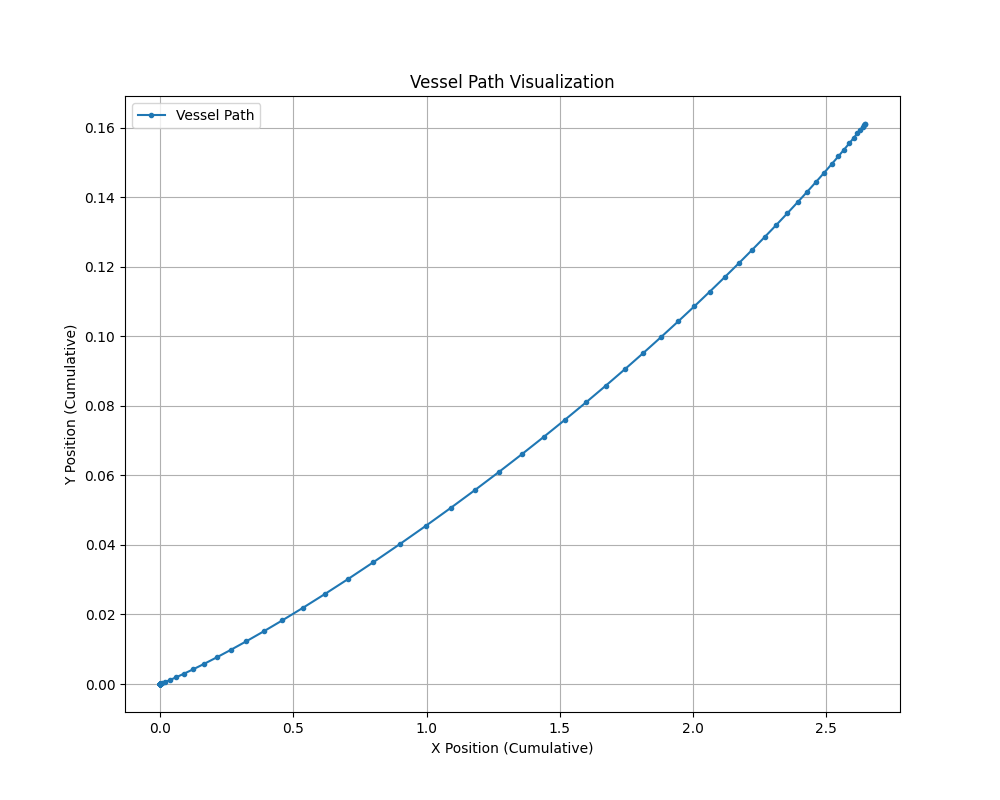 Vessel Path Visualization
Vessel Path
Y Position (Cumulative)
0.16
0.14
0.12
0.10
0.08
0.06
0.04
0.02
0.00
0.0 0.5 1.0 1.5 2.0 2.5
X Position (Cumulative)